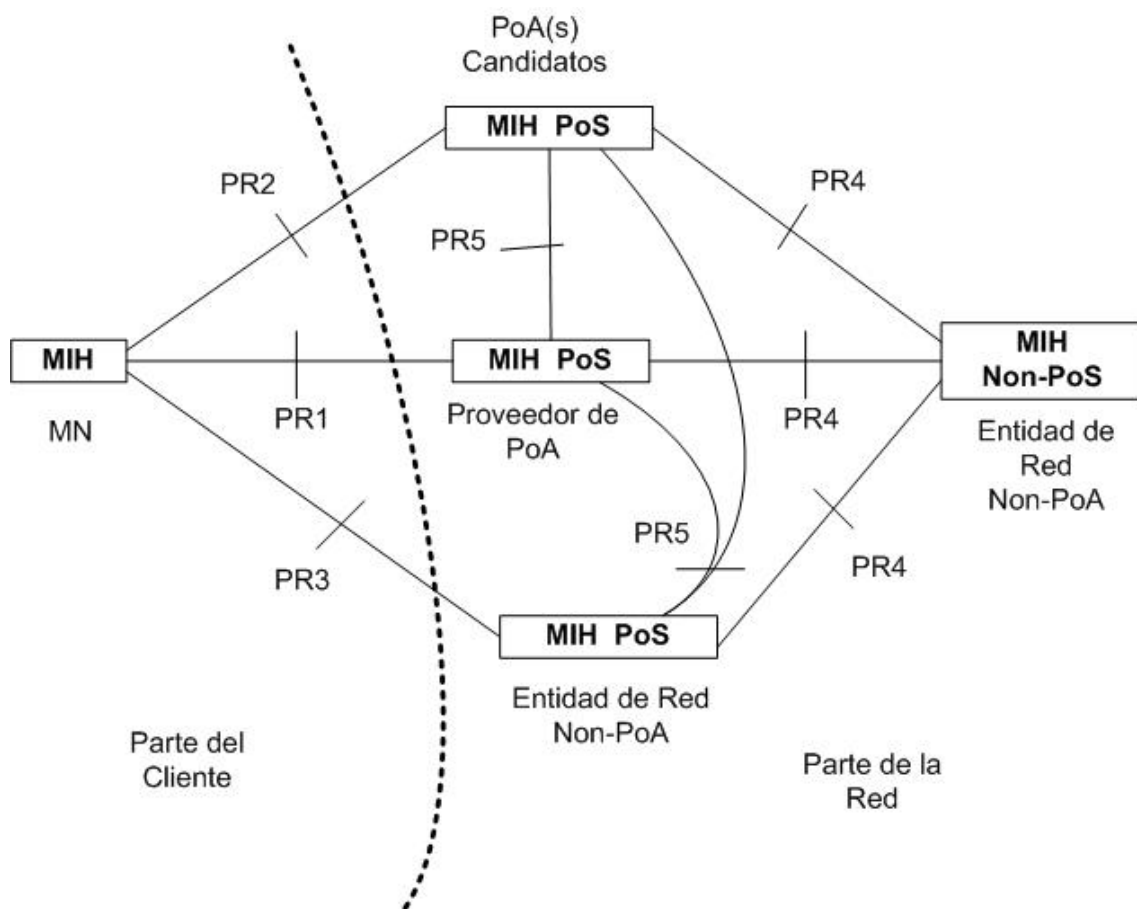 PoA(s)
Candidatos
MIH PoS
PR2
PR4
PR5
MIH
MIH PoS
MIH
Non-PoS
MN
PR1
Proveedor de
PoA
PR4
Entidad de
Red
Non-PoA
PR3
PR5
PR4
MIH PoS
Entidad de Red
Non-PoA
Parte del
Cliente
Parte de la
Red